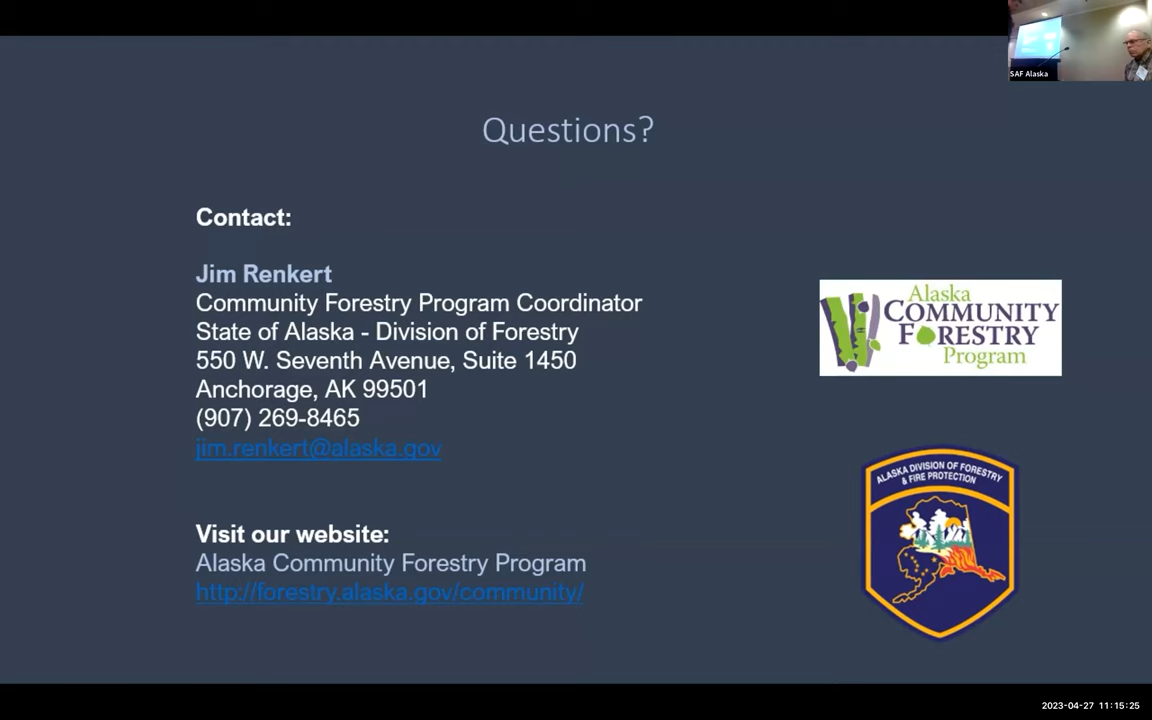 SAF Alaska
Questions?
Contact:
Jim Renkert
Community Forestry Program Coordinator
State of Alaska - Division of Forestry
550 W. Seventh Avenue, Suite 1450
Anchorage, AK 99501
(907) 269-8465
jim.renkert@alaska.gov
Visit our website:
Alaska Community Forestry Program
http://forestry.alaska.gov/community/
Alaska
COMMUNITY
FORESTRY
Program
ALASKA DIVISION OF FORESTRY
& FIRE PROTECTION
2023-04-27 11:15:25